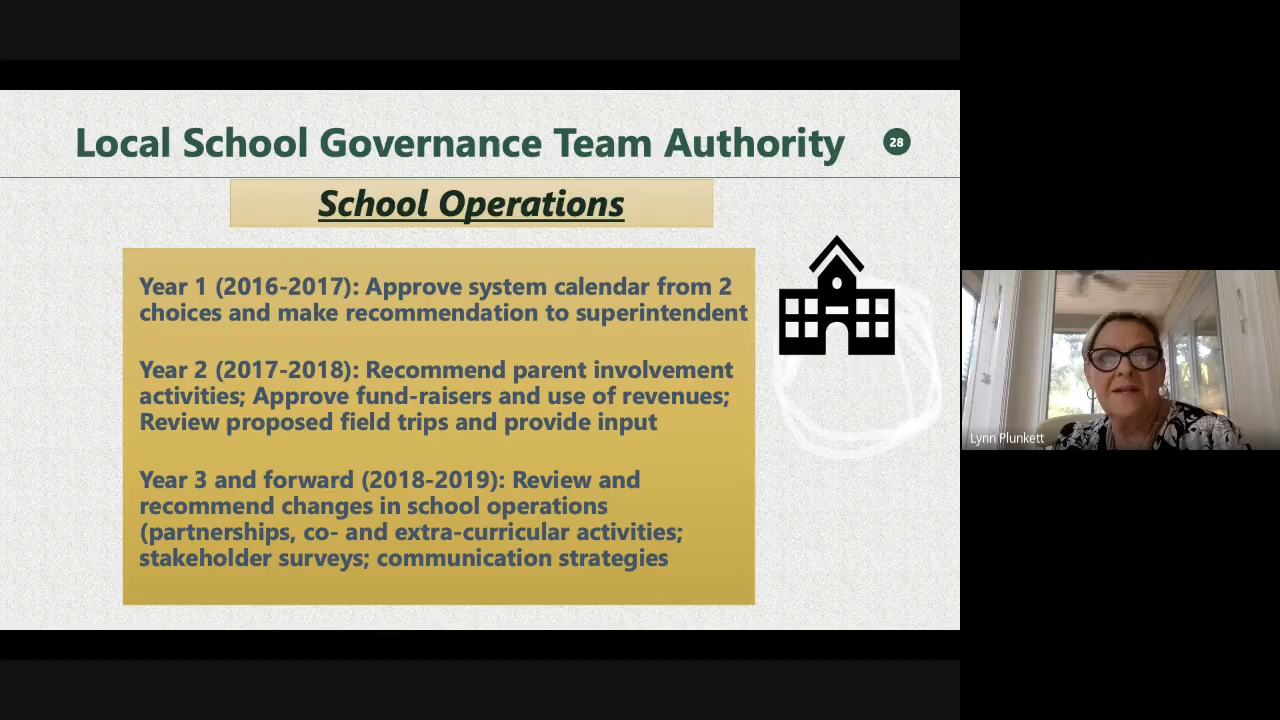 Local School Governance Team Authority
28
School Operations
Year 1 (2016-2017): Approve system calendar from 2
choices and make recommendation to superintendent
Year 2 (2017-2018): Recommend parent involvement
activities; Approve fund-raisers and use of revenues;
Review proposed field trips and provide input
Year 3 and forward (2018-2019): Review and
recommend changes in school operations
(partnerships, co- and extra-curricular activities;
stakeholder surveys; communication strategies
Lynn Plunkett